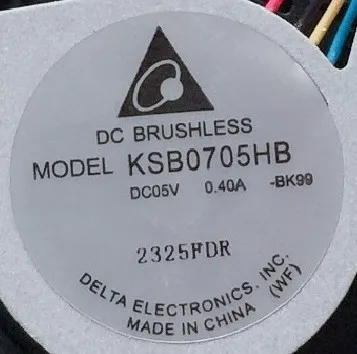 DC BRUSHLESS
MODEL KSB0705HB
DC05V 0.40A -BK99
2325FDR
DELTA ELECTRONICS, INC.
MADE IN CHINA (WF)